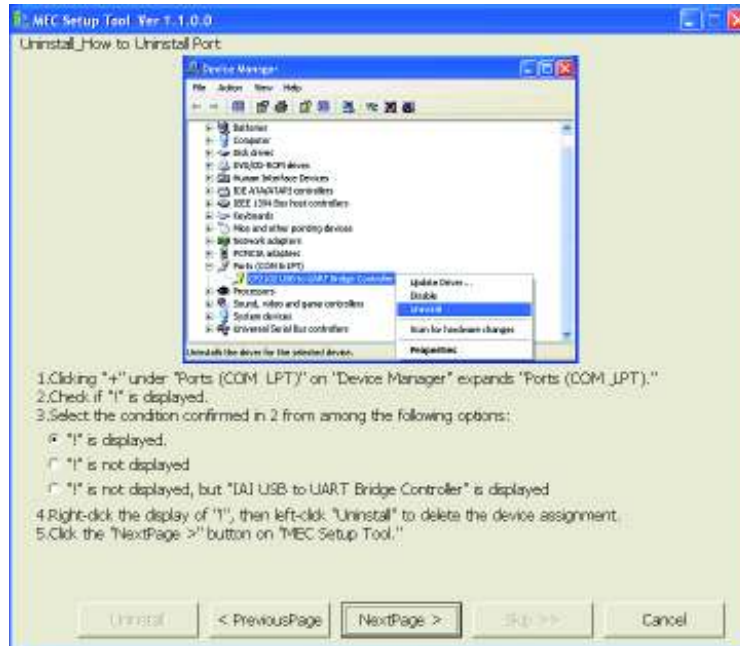 MEC Setup Tool Ver 1.1.0.0
Uninstall_How to Uninstall Port
Device Manager
File Action View Help
Batteries
Computer
Disk drives
DVD/CD-ROM drives
Human Interface Devices
IDE ATA/ATAPI controllers
IEEE 1394 Bus host controllers
Keyboards
Mice and other pointing devices
Network adapters
PCMCIA adapters
Ports (COM & LPT)
USB to UART Bridge Controller
Update Driver...
Disable
Uninstall
Scan for hardware changes
Properties
Processors
Sound, video and game controllers
System devices
Universal Serial Bus controllers
Uninstalls the driver for the selected device.
1.Clicking "+" under "Ports (COM LPT)" on "Device Manager" expands "Ports (COM _LPT)."
2.Check if "!" is displayed.
3.Select the condition confirmed in 2 from among the following options:
"!" is displayed.
"!" is not displayed
"!" is not displayed, but "IAI USB to UART Bridge Controller" is displayed
4.Right-click the display of "!", then left-click "Uninstall" to delete the device assignment.
5.Click the "NextPage >" button on "MEC Setup Tool."
Uninstall
< PreviousPage
NextPage >
Skip >>
Cancel